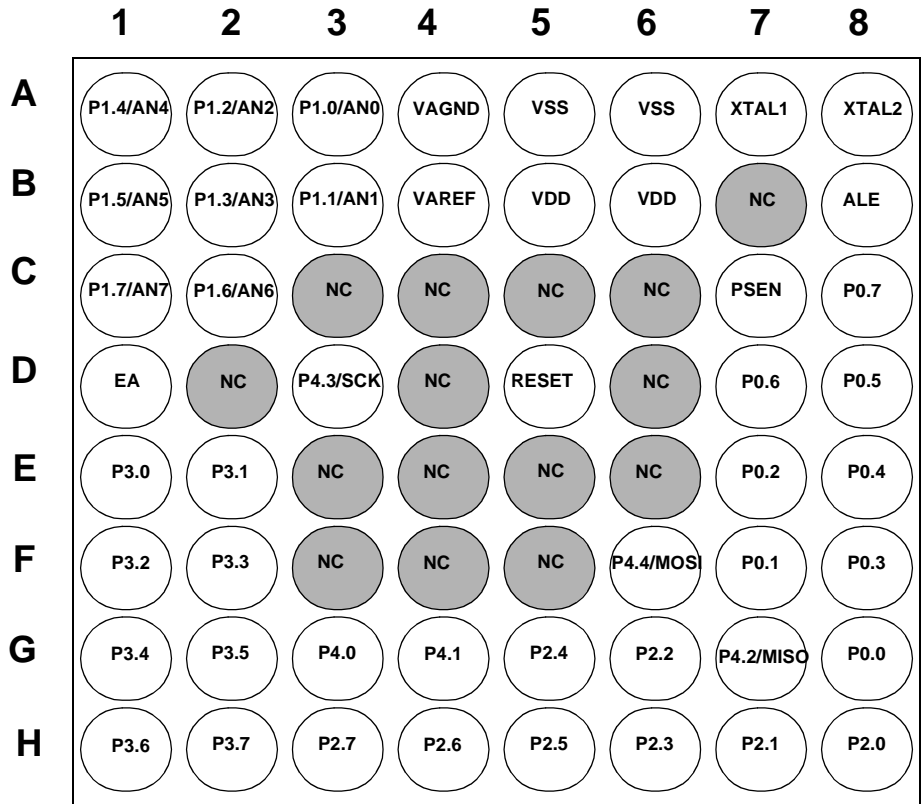 1 2 3 4 5 6 7 8
A P1.4/AN4 P1.2/AN2 P1.0/AN0 VAGND VSS VSS XTAL1 XTAL2
B P1.5/AN5 P1.3/AN3 P1.1/AN1 VAREF VDD VDD NC ALE
C P1.7/AN7 P1.6/AN6 NC NC NC NC PSEN P0.7
D EA NC P4.3/SCK NC RESET NC P0.6 P0.5
E P3.0 P3.1 NC NC NC NC P0.2 P0.4
F P3.2 P3.3 NC NC NC P4.4/MOSI P0.1 P0.3
G P3.4 P3.5 P4.0 P4.1 P2.4 P2.2 P4.2/MISO P0.0
H P3.6 P3.7 P2.7 P2.6 P2.5 P2.3 P2.1 P2.0